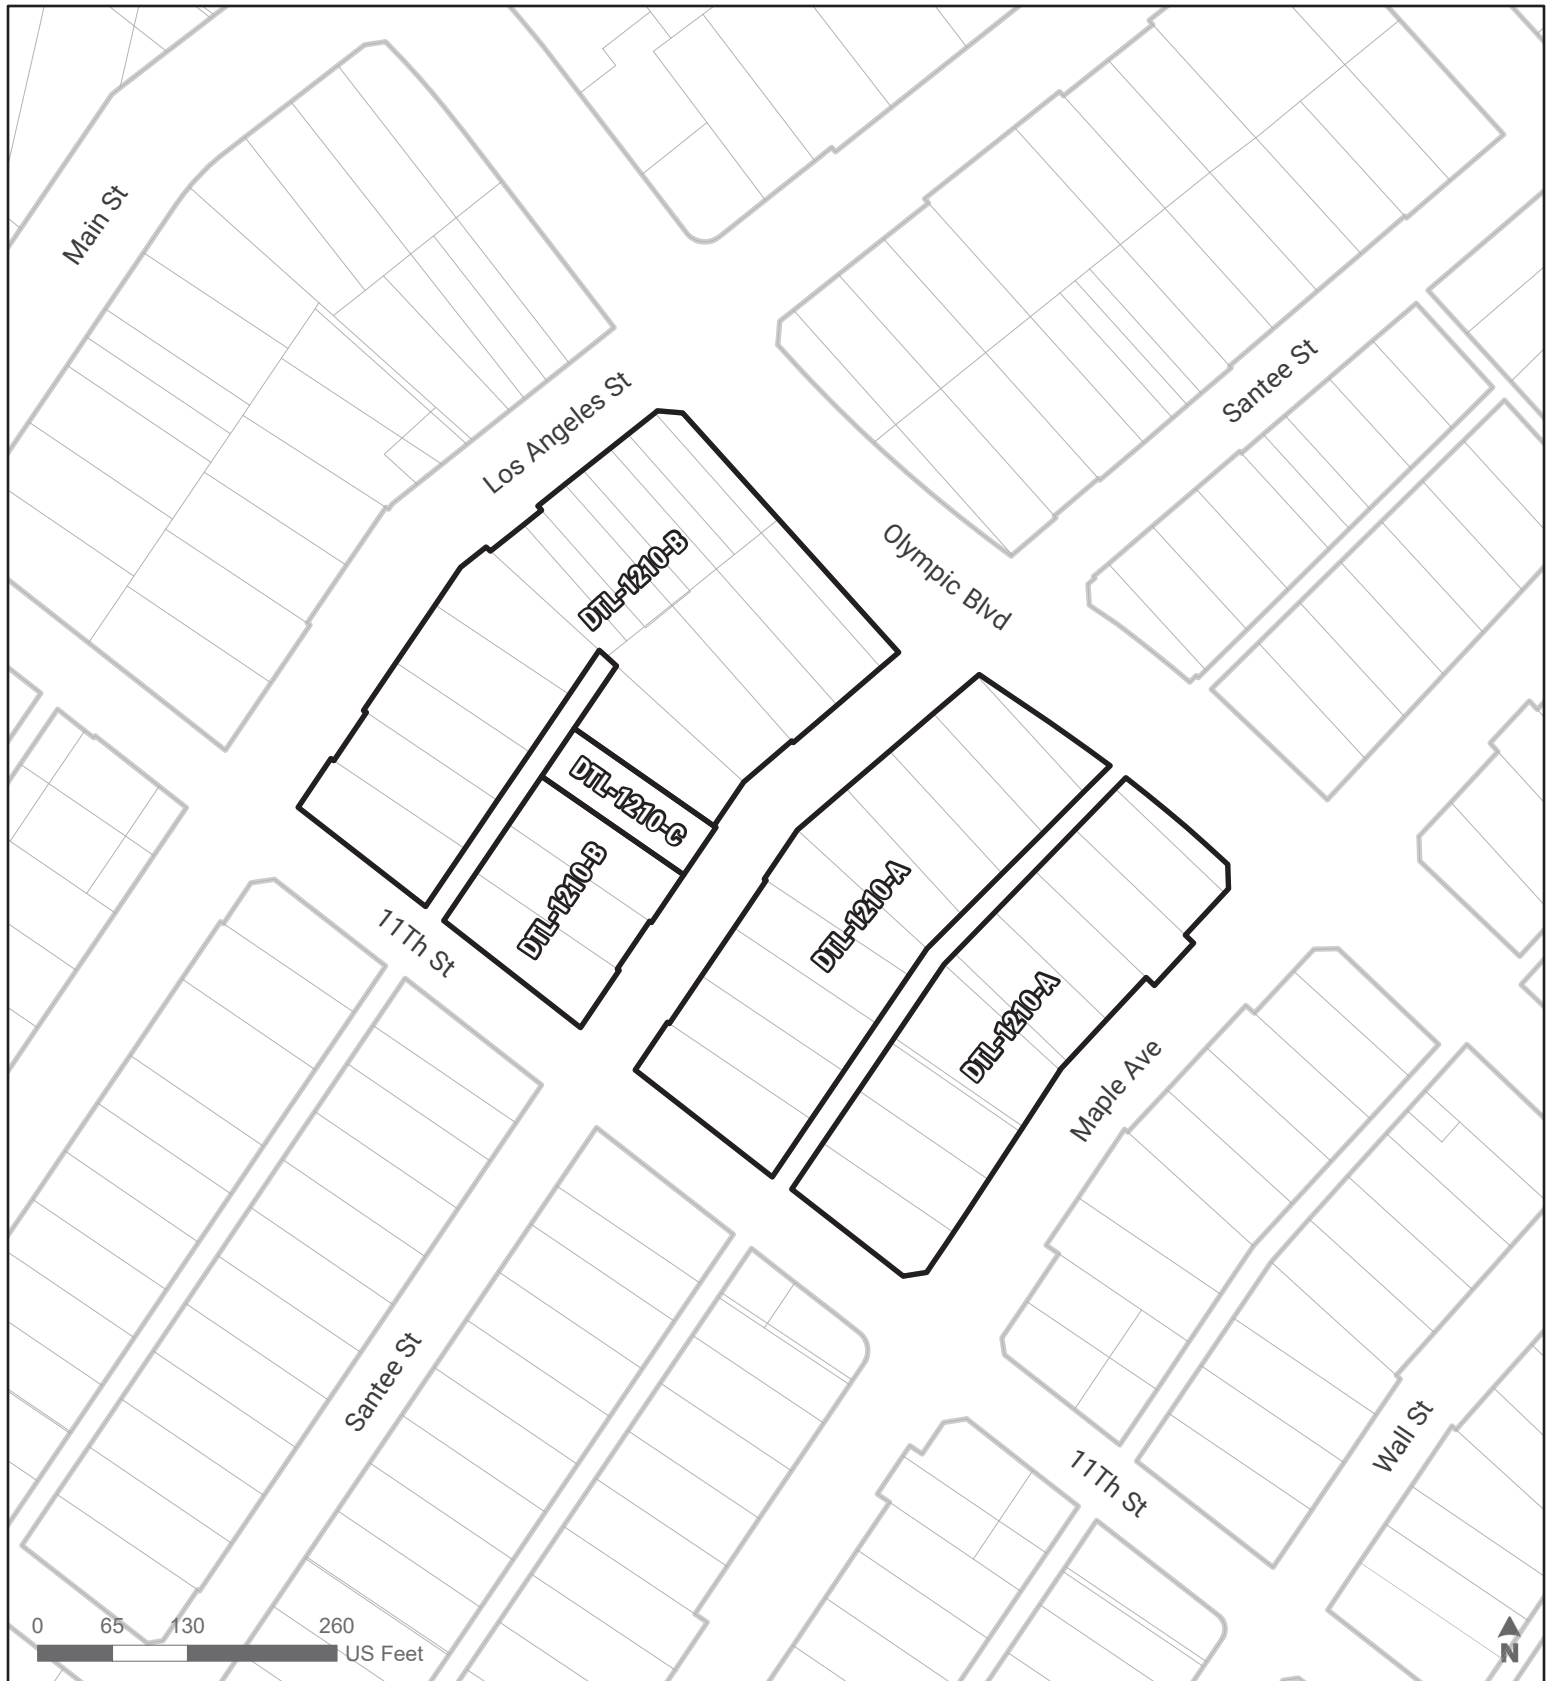 Main St
Los Angeles St
Santee St
Olympic Blvd
DTL-1210-B
DTL-1210-C
DTL-1210-B
DTL-1210-A
DTL-1210-A
11Th St
Maple Ave
Santee St
Wall St
11Th St
0 65 130 260
US Feet
N